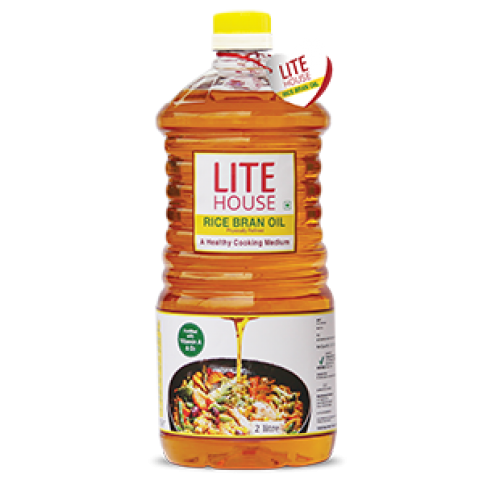 LITE
HOUSE
RICE BRAN OIL
LITE
HOUSE
RICE BRAN OIL
Physically Refined
A Healthy Cooking Medium
Fortified
with
Vitamin A
& D2
2 litre